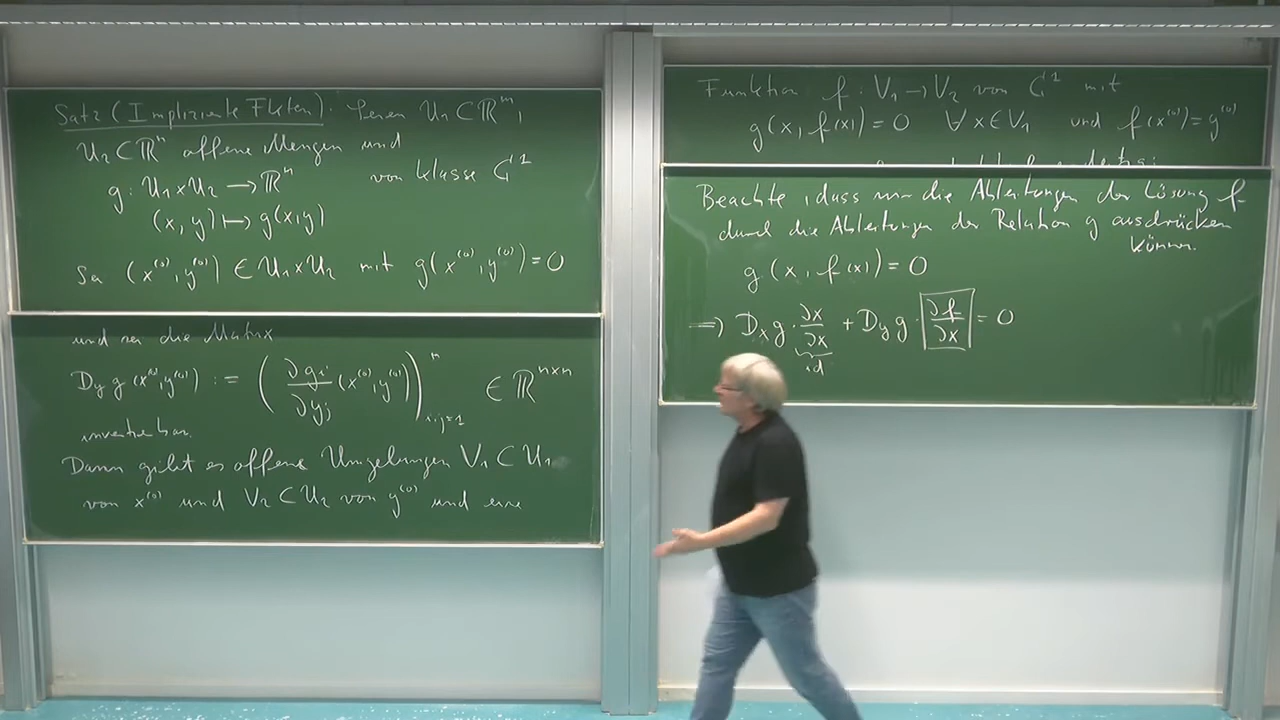 Satz (Implizierte Fkten). Seien U₁ ⊂ ℝᵐ,
U₂ ⊂ ℝⁿ offene Mengen und
g : U₁ × U₂ → ℝⁿ von Klasse C¹
(x, y) ↦ g(x,y)
Sei (x⁽⁰⁾, y⁽⁰⁾) ∈ U₁ × U₂ mit g(x⁽⁰⁾, y⁽⁰⁾) = 0
und sei die Matrix
D_y g (x⁽⁰⁾, y⁽⁰⁾) := ( ∂g_i / ∂y_j (x⁽⁰⁾, y⁽⁰⁾) )ⁿ_{i,j=1} ∈ ℝⁿˣⁿ
invertierbar.
Dann gibt es offene Umgebungen V₁ ⊂ U₁
von x⁽⁰⁾ und V₂ ⊂ U₂ von y⁽⁰⁾ und eine
Funktion f : V₁ → V₂ von C¹ mit
g(x, f(x)) = 0 ∀ x ∈ V₁ und f(x⁽⁰⁾) = y⁽⁰⁾
Beachte, dass wir die Ableitungen der Lösung f
durch die Ableitungen der Relation g ausdrücken
können.
g(x, f(x)) = 0
⟹ D_x g · ∂x/∂x + D_y g · ∂f/∂x = 0
id